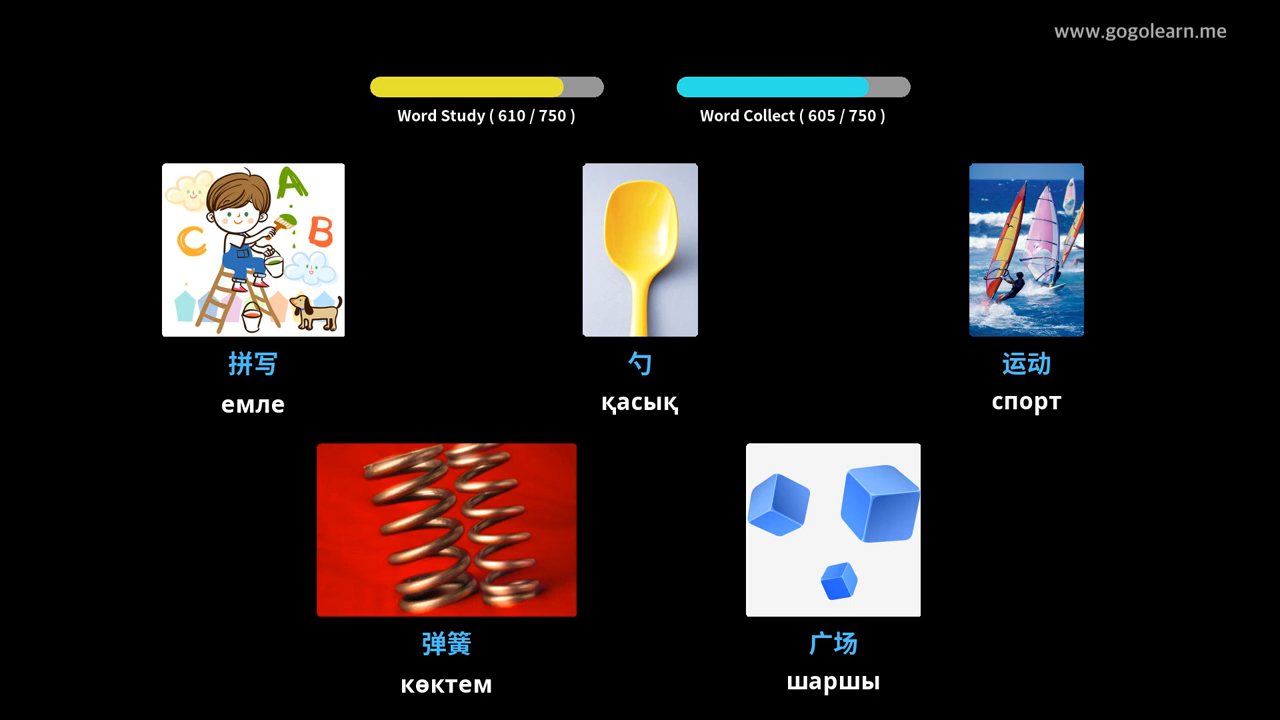 www.gogolearn.me
Word Study ( 610 / 750 )
Word Collect ( 605 / 750 )
A
B
C
拼写
емле
勺
қасық
运动
спорт
弹簧
көктем
广场
шаршы